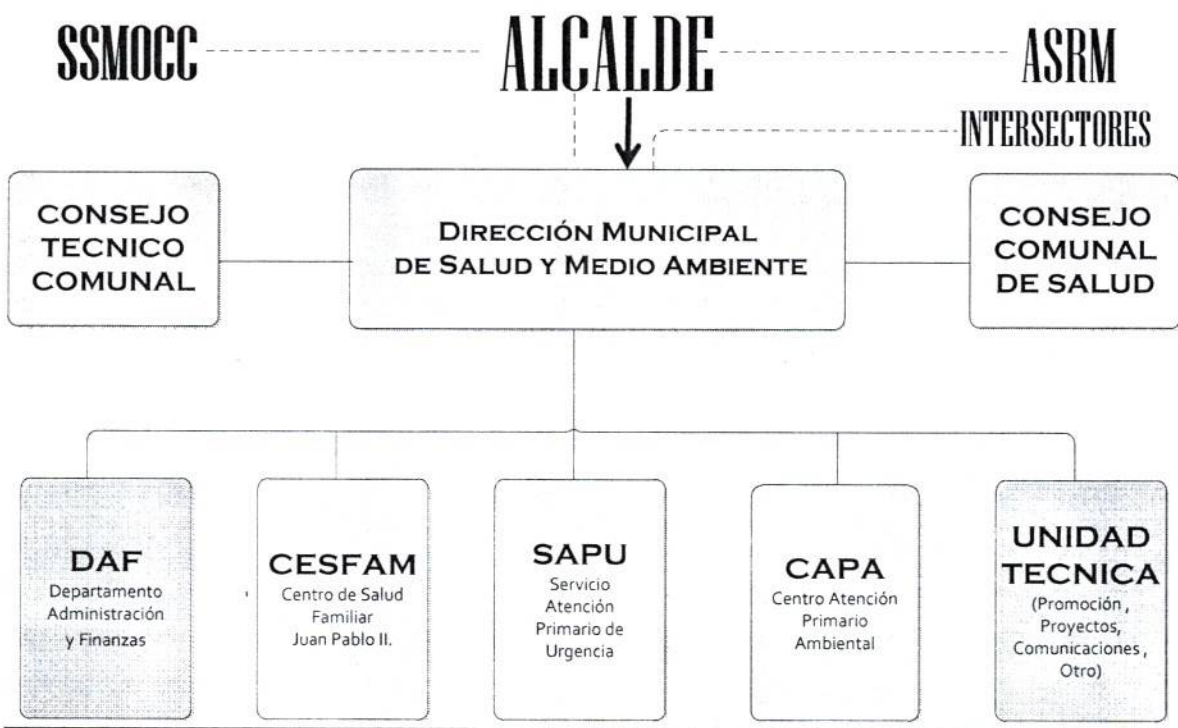 SSMOCC
ALCALDE
ASRM
INTERSECTORES
CONSEJO
TECNICO
COMUNAL
DIRECCIÓN MUNICIPAL
DE SALUD Y MEDIO AMBIENTE
CONSEJO
COMUNAL
DE SALUD
DAF
Departamento
Administración
y Finanzas
CESFAM
Centro de Salud
Familiar
Juan Pablo II.
SAPU
Servicio
Atención
Primario de
Urgencia
CAPA
Centro Atención
Primario
Ambiental
UNIDAD
TECNICA
(Promoción ,
Proyectos,
Comunicaciones ,
Otro)